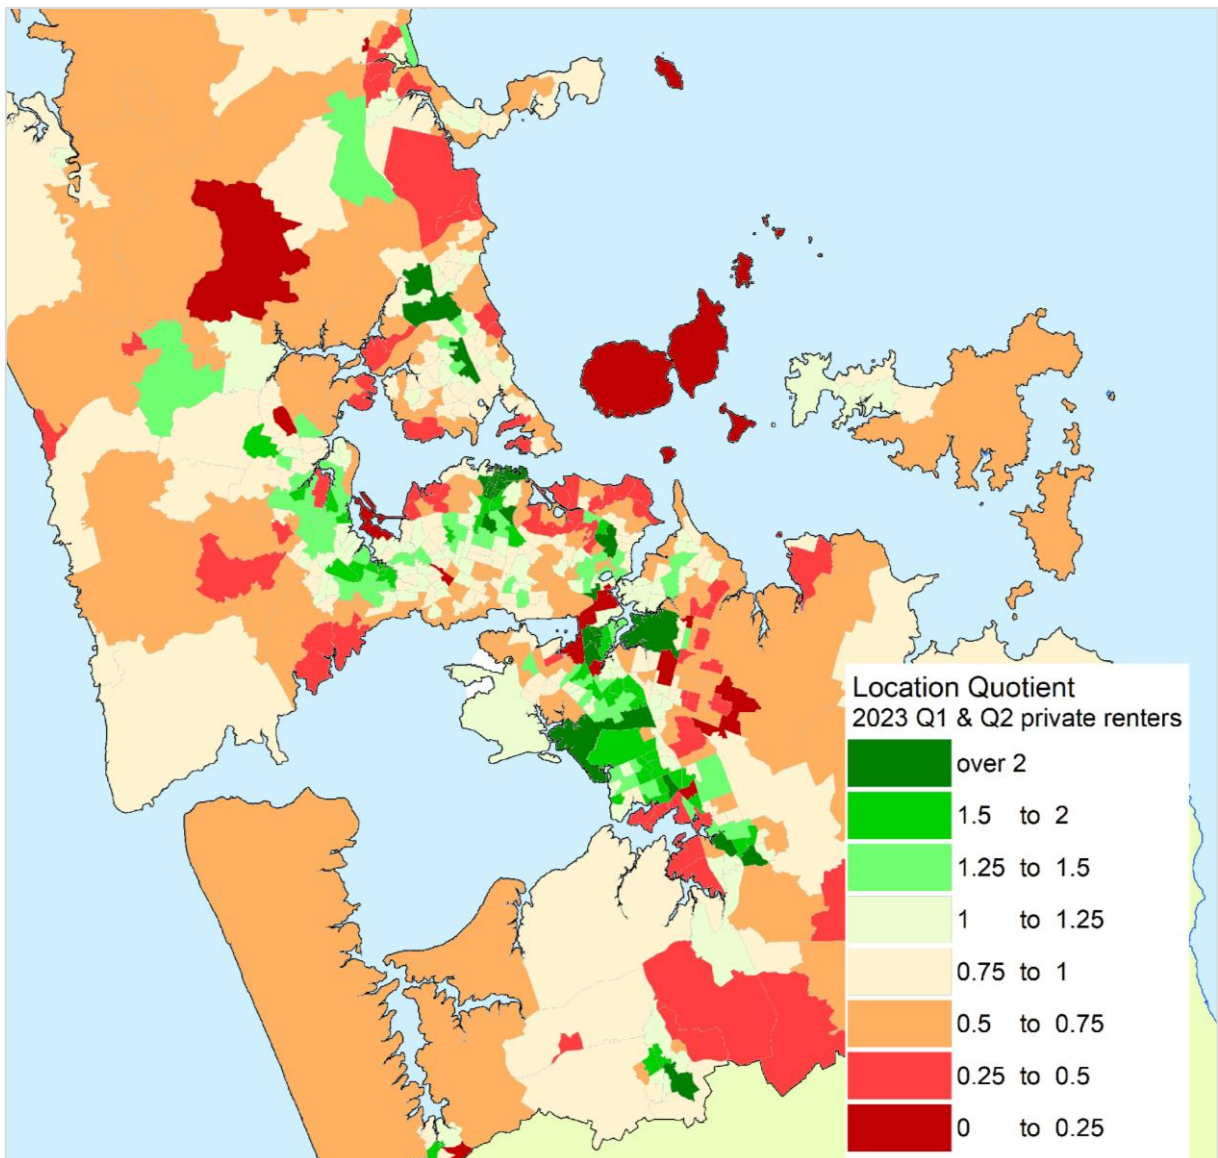 Location Quotient
2023 Q1 & Q2 private renters
over 2
1.5 to 2
1.25 to 1.5
1 to 1.25
0.75 to 1
0.5 to 0.75
0.25 to 0.5
0 to 0.25